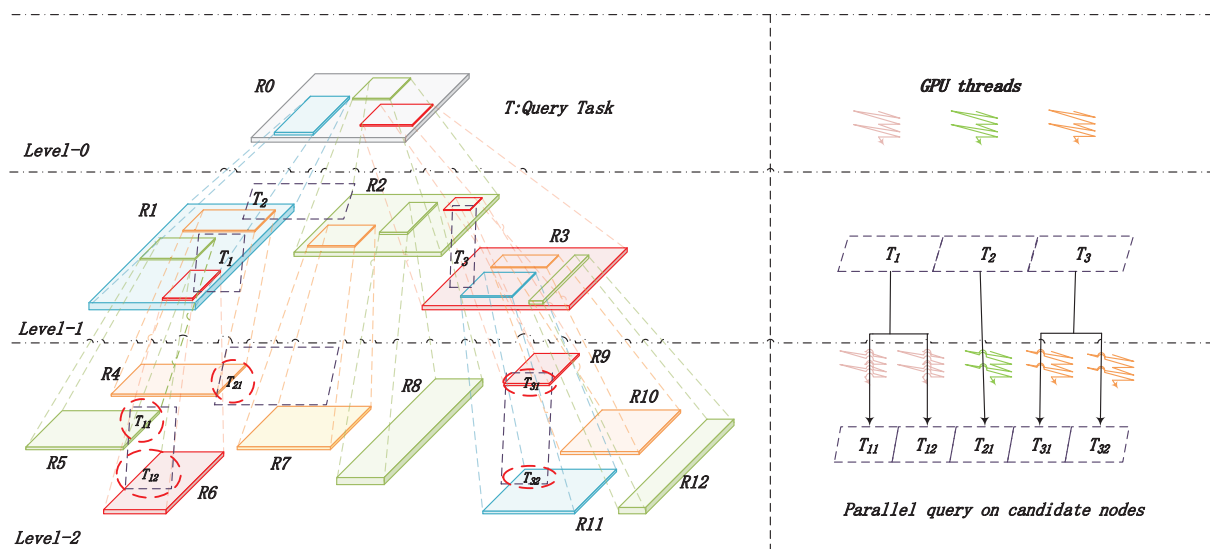 R0
T:Query Task
GPU threads
Level-0
R1
T2
R2
T1
T3
R3
T1 T2 T3
Level-1
R4
T21
R8
R9
T31
R10
T11
R5
T12
R6
R7
T32
R11
R12
T11 T12 T21 T31 T32
Parallel query on candidate nodes
Level-2